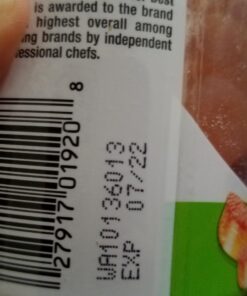 is awarded to the brand
highest overall among
brands by independent
essional chefs.
27917 01920 8
WA10136013
EXP 07/22